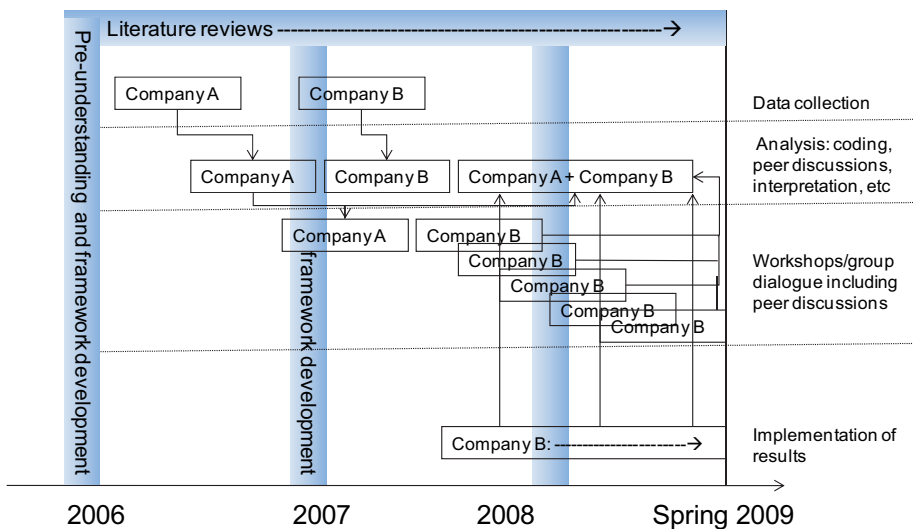 Literature reviews
Pre-understanding and framework development
framework development
Company A
Company B
Data collection
Company A
Company B
Company A + Company B
Analysis: coding,
peer discussions,
interpretation, etc
Company A
Company B
Company B
Company B
Company B
Company B
Workshops/group
dialogue including
peer discussions
Company B:
Implementation of
results
2006
2007
2008
Spring 2009